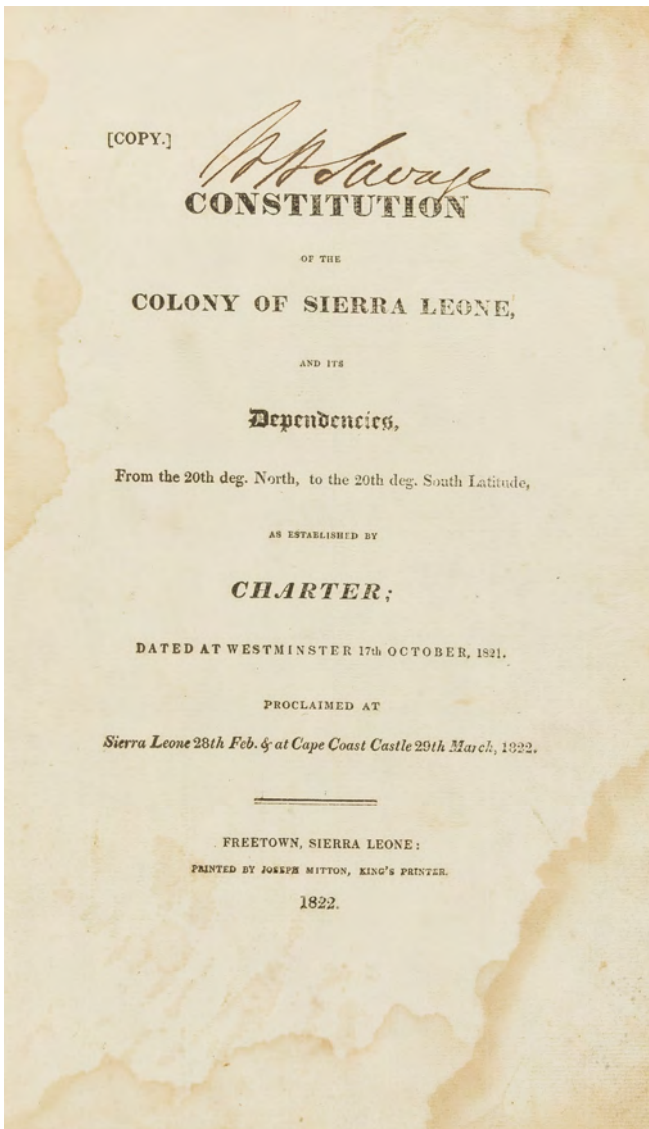 [COPY.]
W H Savage
CONSTITUTION
OF THE
COLONY OF SIERRA LEONE,
AND ITS
Dependencies,
From the 20th deg. North, to the 20th deg. South Latitude,
AS ESTABLISHED BY
CHARTER;
DATED AT WESTMINSTER 17th OCTOBER, 1821.
PROCLAIMED AT
Sierra Leone 28th Feb. & at Cape Coast Castle 29th March, 1822.
FREETOWN, SIERRA LEONE:
PRINTED BY JOSEPH MITTON, KING'S PRINTER.
1822.